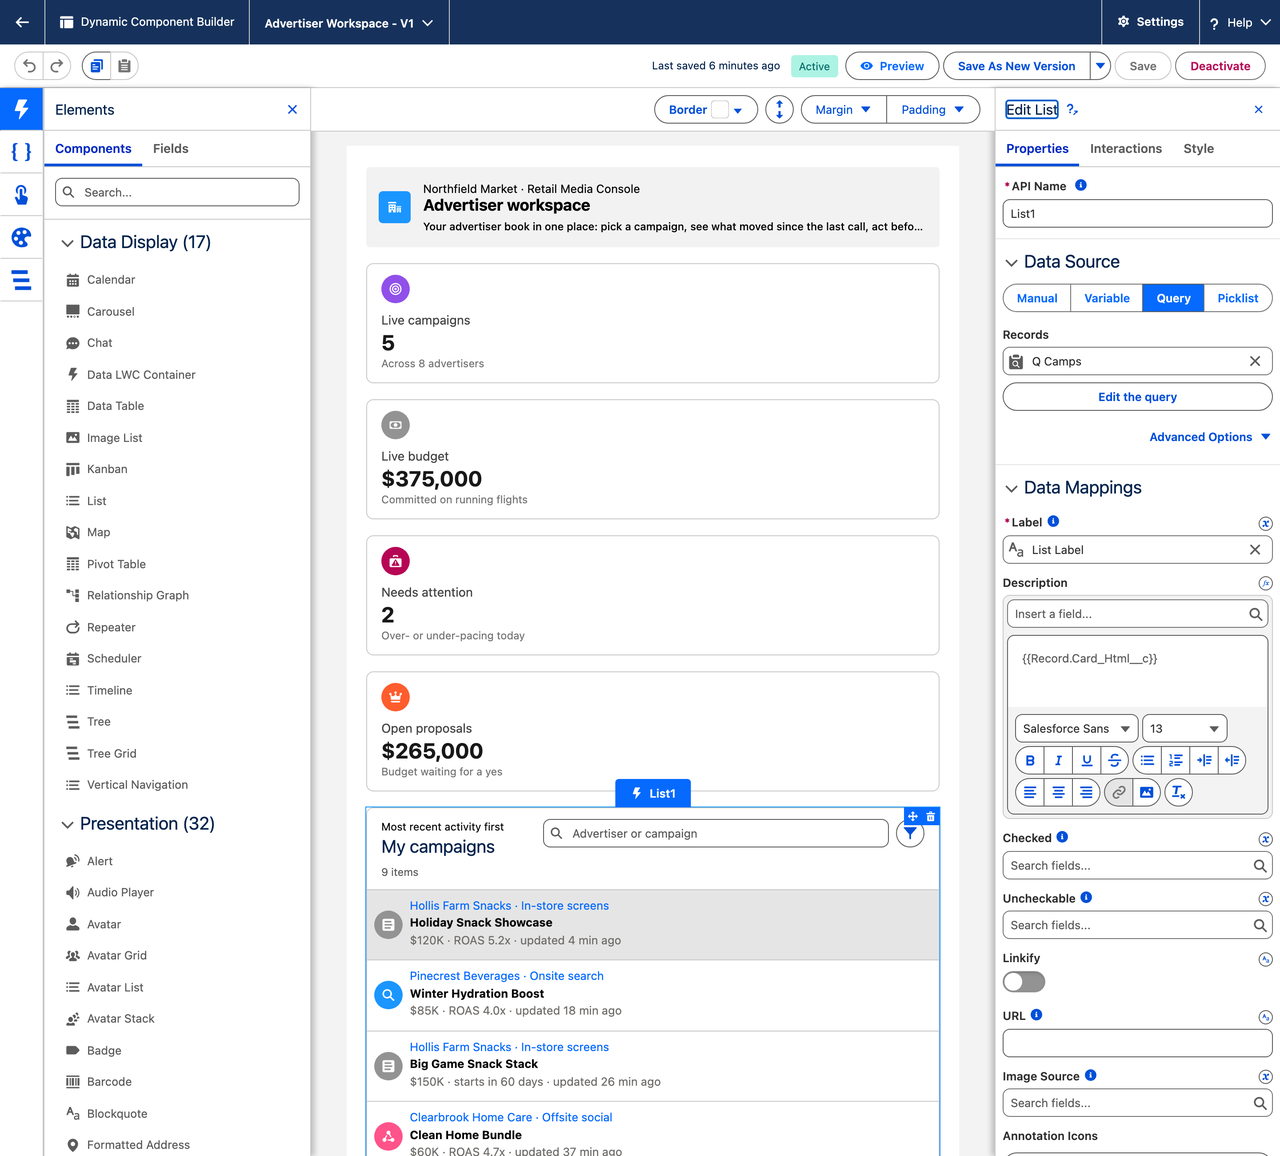 Dynamic Component Builder
Advertiser Workspace - V1
Settings
? Help
Last saved 6 minutes ago
Active
Preview
Save As New Version
Save
Deactivate
Elements
Components
Fields
Search...
Data Display (17)
Calendar
Carousel
Chat
Data LWC Container
Data Table
Image List
Kanban
List
Map
Pivot Table
Relationship Graph
Repeater
Scheduler
Timeline
Tree
Tree Grid
Vertical Navigation
Presentation (32)
Alert
Audio Player
Avatar
Avatar Grid
Avatar List
Avatar Stack
Badge
Barcode
Blockquote
Formatted Address
Border
Margin
Padding
Northfield Market · Retail Media Console
Advertiser workspace
Your advertiser book in one place: pick a campaign, see what moved since the last call, act befo...
Live campaigns
5
Across 8 advertisers
Live budget
$375,000
Committed on running flights
Needs attention
2
Over- or under-pacing today
Open proposals
$265,000
Budget waiting for a yes
List1
Most recent activity first
My campaigns
9 items
Advertiser or campaign
Hollis Farm Snacks · In-store screens
Holiday Snack Showcase
$120K · ROAS 5.2x · updated 4 min ago
Pinecrest Beverages · Onsite search
Winter Hydration Boost
$85K · ROAS 4.0x · updated 18 min ago
Hollis Farm Snacks · In-store screens
Big Game Snack Stack
$150K · starts in 60 days · updated 26 min ago
Clearbrook Home Care · Offsite social
Clean Home Bundle
$60K · ROAS 4.7x · updated 37 min ago
Edit List
Properties
Interactions
Style
* API Name
List1
Data Source
Manual
Variable
Query
Picklist
Records
Q Camps
Edit the query
Advanced Options
Data Mappings
* Label
List Label
Description
Insert a field...
{{Record.Card_Html__c}}
Salesforce Sans
13
Checked
Search fields...
Uncheckable
Search fields...
Linkify
URL
Image Source
Search fields...
Annotation Icons